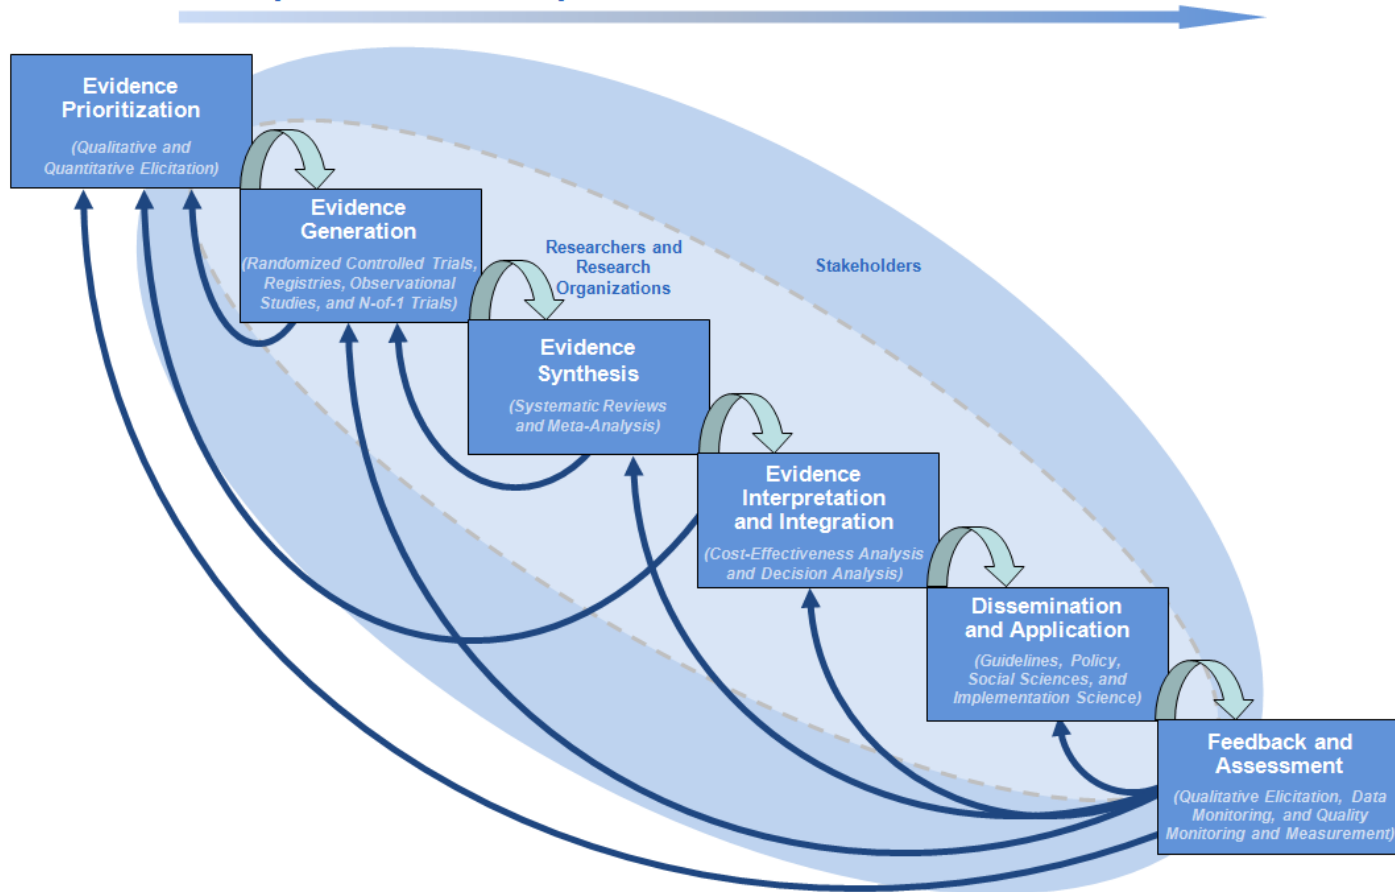 Evidence
Prioritization
(Qualitative and
Quantitative Elicitation)
Evidence
Generation
(Randomized Controlled Trials,
Registries, Observational
Studies, and N-of-1 Trials)
Researchers and
Research
Organizations
Stakeholders
Evidence
Synthesis
(Systematic Reviews
and Meta-Analysis)
Evidence
Interpretation
and Integration
(Cost-Effectiveness Analysis
and Decision Analysis)
Dissemination
and Application
(Guidelines, Policy,
Social Sciences, and
Implementation Science)
Feedback and
Assessment
(Qualitative Elicitation, Data
Monitoring, and Quality
Monitoring and Measurement)